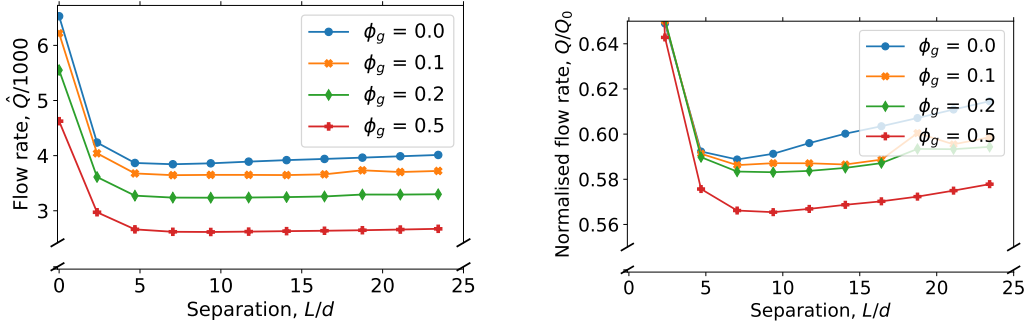 Flow rate, Q̂/1000
6
5
4
3
0
5
10
15
20
25
Separation, L/d
ϕg = 0.0
ϕg = 0.1
ϕg = 0.2
ϕg = 0.5
Normalised flow rate, Q/Q₀
0.64
0.62
0.60
0.58
0.56
0
5
10
15
20
25
Separation, L/d
ϕg = 0.0
ϕg = 0.1
ϕg = 0.2
ϕg = 0.5